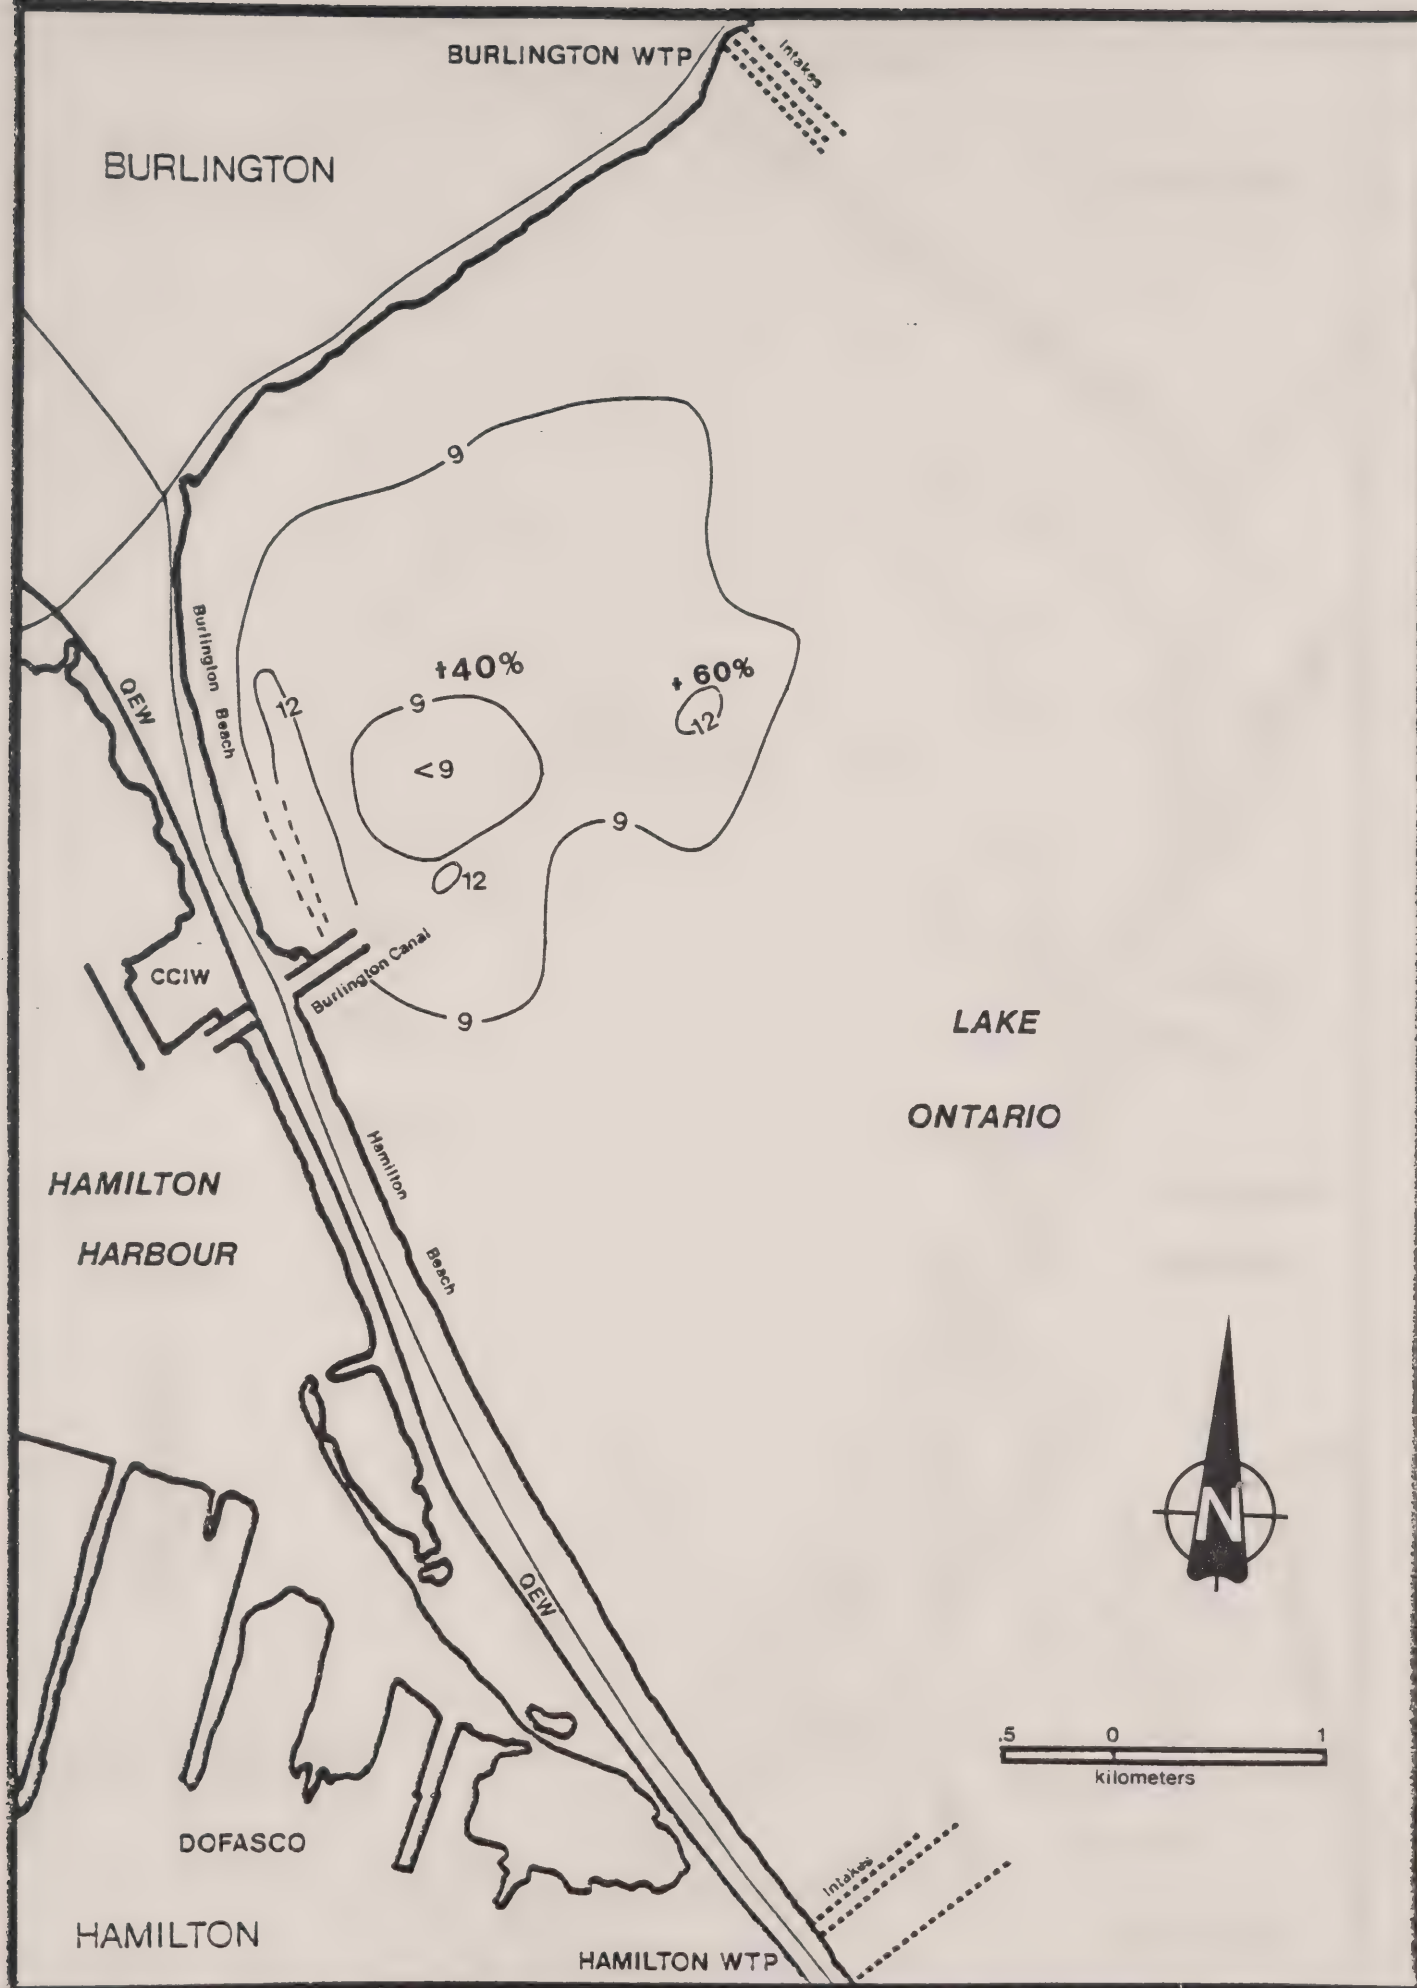 BURLINGTON WTP
Intakes
BURLINGTON
9
Burlington Beach
QEW
+40%
+60%
12
9
12
<9
9
12
Burlington Canal
CCIW
9
LAKE
ONTARIO
Hamilton
Beach
HAMILTON
HARBOUR
N
QEW
.5 0 1
kilometers
DOFASCO
Intakes
HAMILTON
HAMILTON WTP